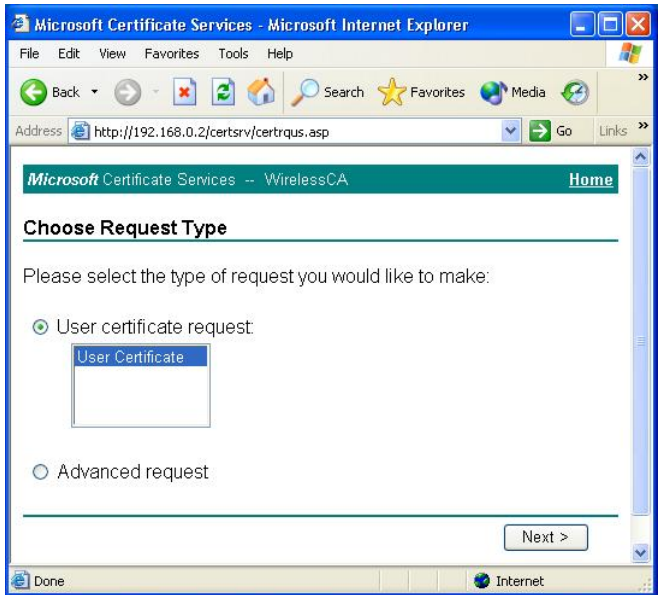 Microsoft Certificate Services - Microsoft Internet Explorer
File Edit View Favorites Tools Help
Back Search Favorites Media »
Address http://192.168.0.2/certsrv/certrqus.asp Go Links »
Microsoft Certificate Services -- WirelessCA Home
Choose Request Type
Please select the type of request you would like to make:
User certificate request:
User Certificate
Advanced request
Next >
Done Internet